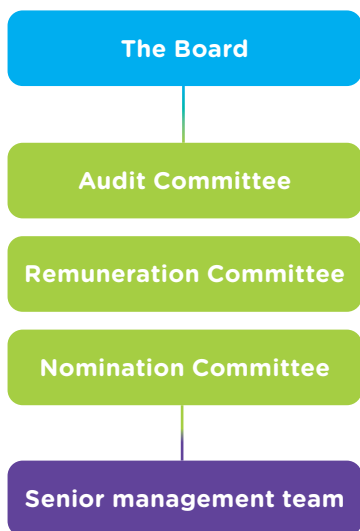 The Board
Audit Committee
Remuneration Committee
Nomination Committee
Senior management team